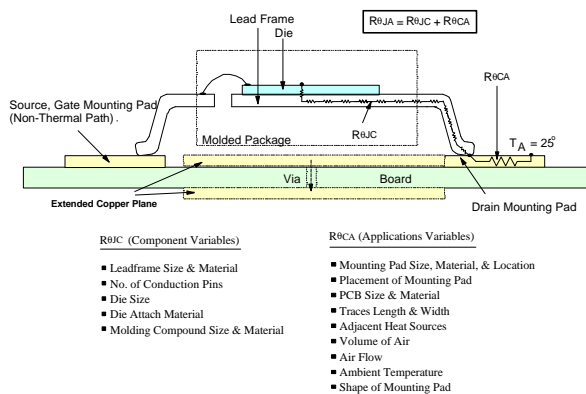 Lead Frame
Die
RθJA = RθJC + RθCA
RθCA
Source, Gate Mounting Pad
(Non-Thermal Path) .
RθJC
TA = 25°
Molded Package
Drain Mounting Pad
Via
Board
Extended Copper Plane
RθJC (Component Variables)
▪ Leadframe Size & Material
▪ No. of Conduction Pins
▪ Die Size
▪ Die Attach Material
▪ Molding Compound Size & Material
RθCA (Applications Variables)
▪ Mounting Pad Size, Material, & Location
▪ Placement of Mounting Pad
▪ PCB Size & Material
▪ Traces Length & Width
▪ Adjacent Heat Sources
▪ Volume of Air
▪ Air Flow
▪ Ambient Temperature
▪ Shape of Mounting Pad